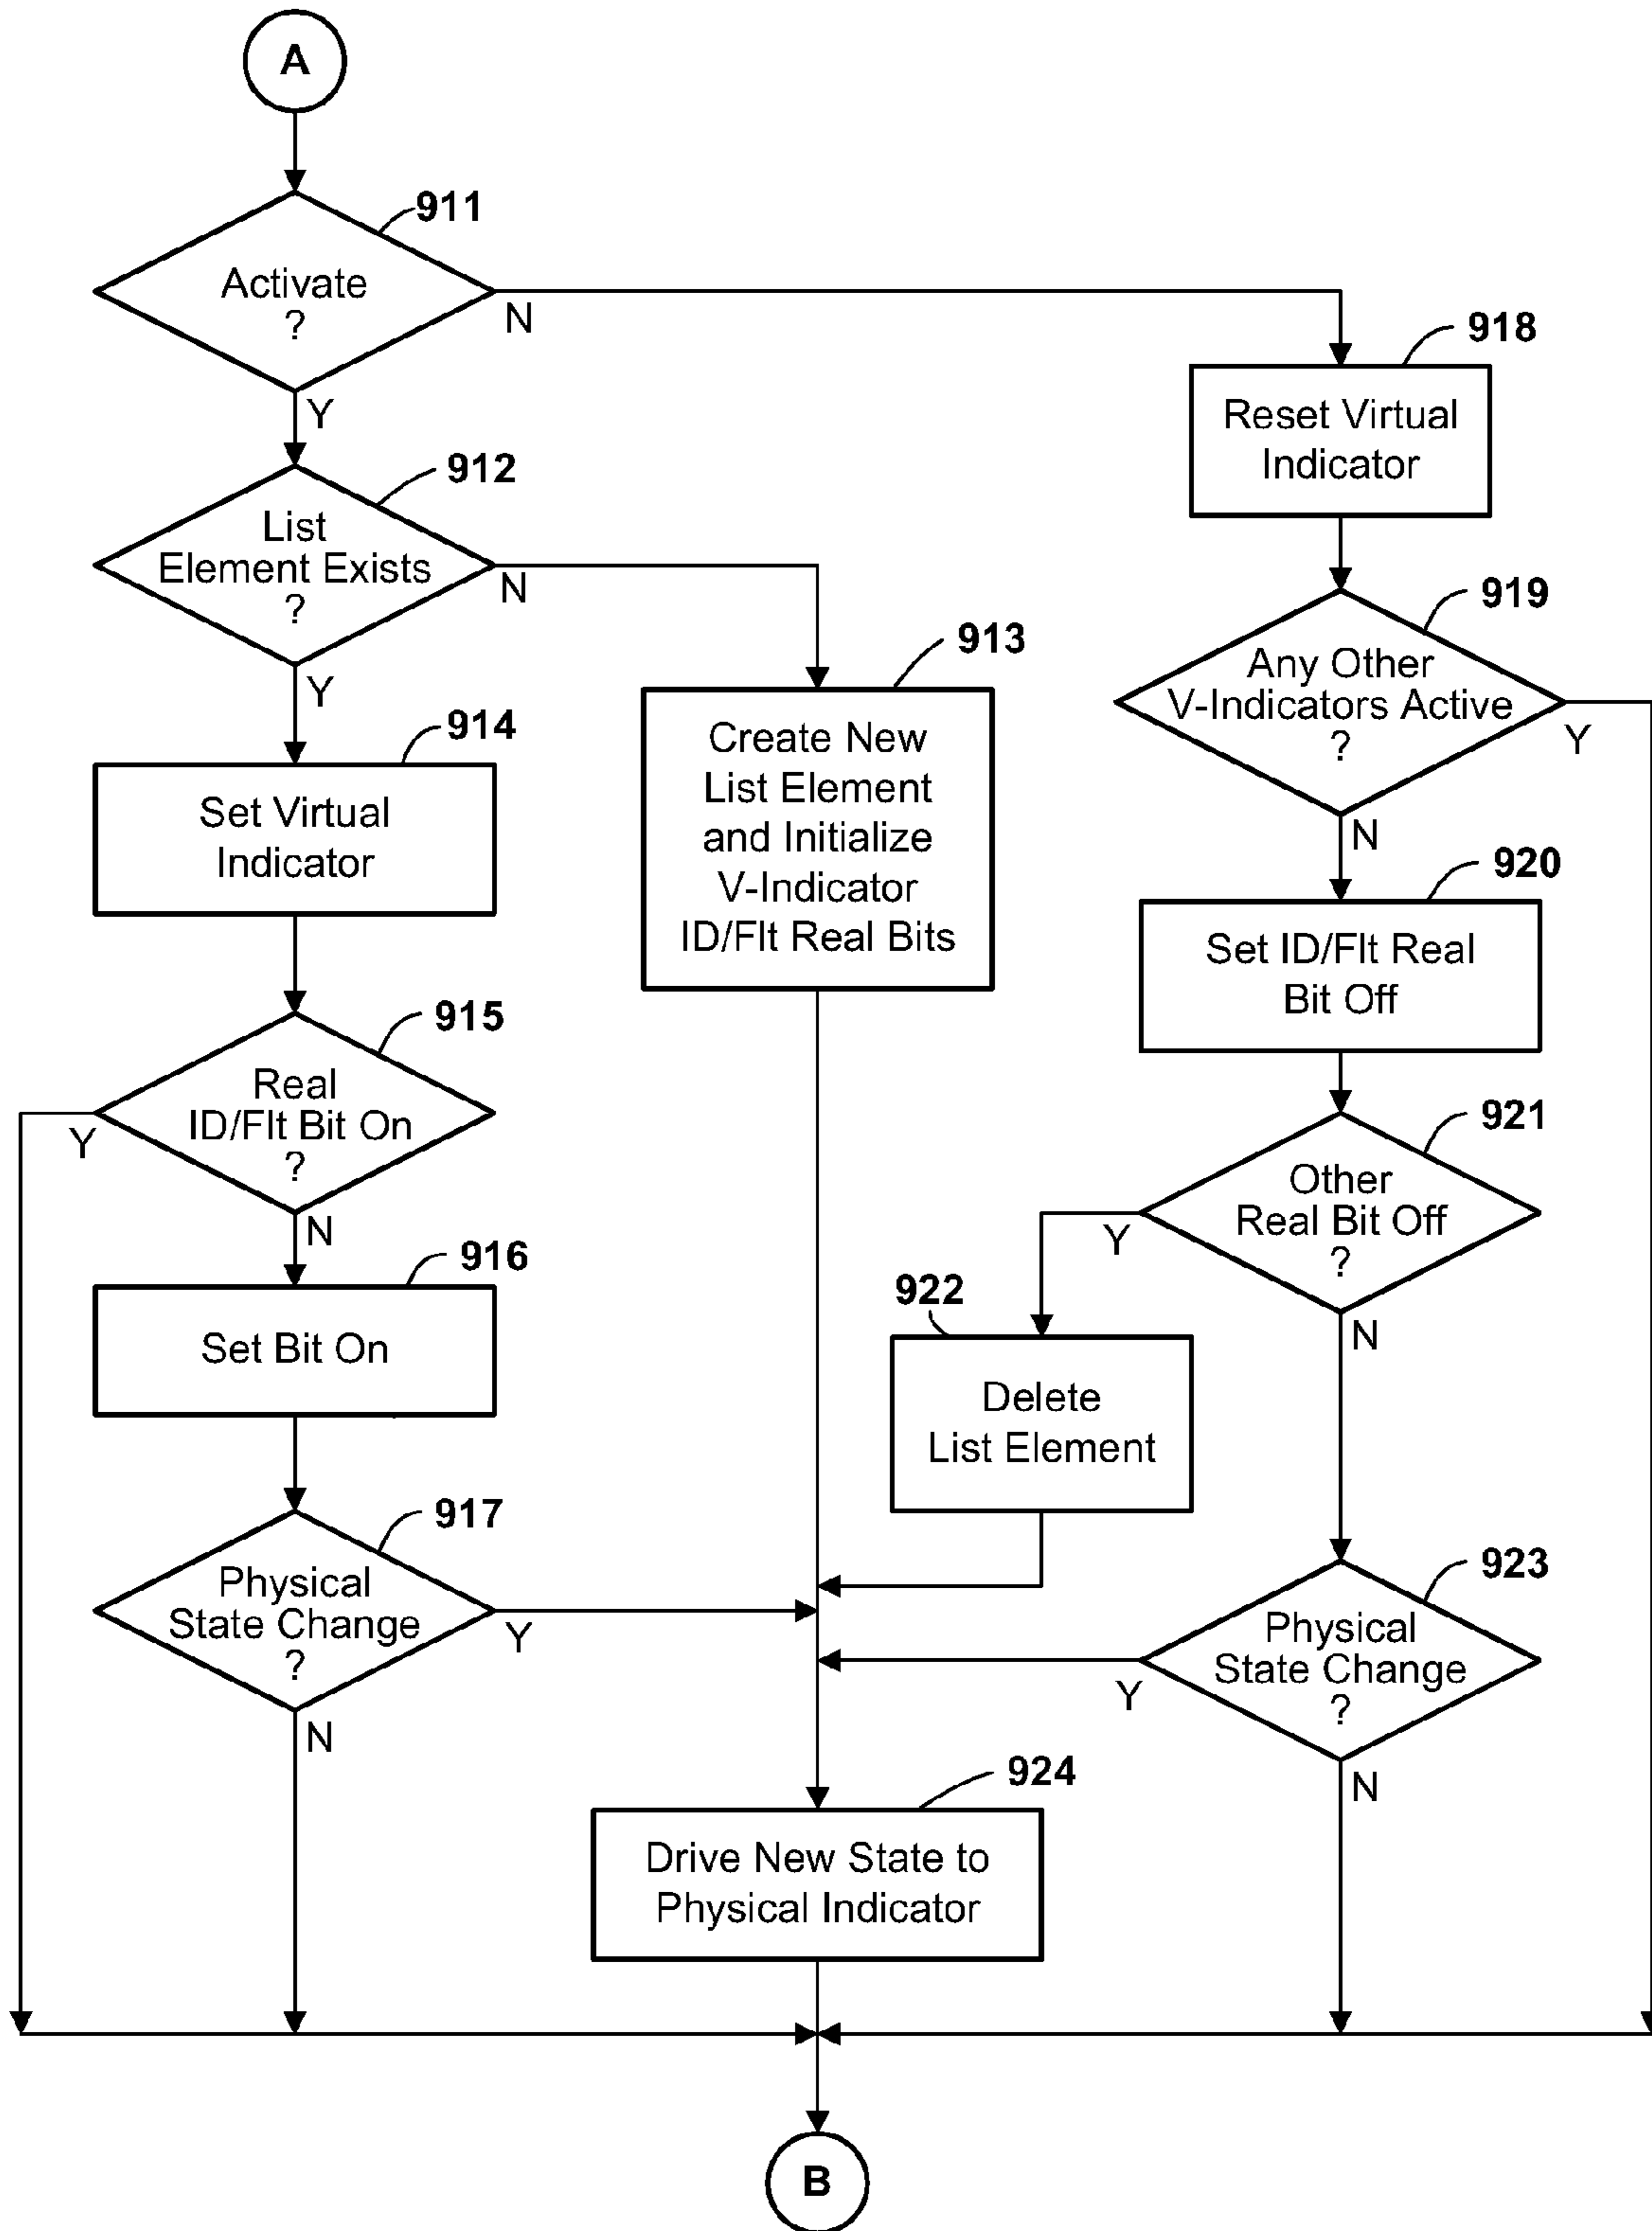 A
911
Activate
?
N
Y
918
Reset Virtual
Indicator
912
List
Element Exists
?
N
Y
913
Create New
List Element
and Initialize
V-Indicator
ID/Flt Real Bits
919
Any Other
V-Indicators Active
?
Y
N
914
Set Virtual
Indicator
920
Set ID/Flt Real
Bit Off
915
Real
ID/Flt Bit On
?
Y
N
921
Other
Real Bit Off
?
Y
N
916
Set Bit On
922
Delete
List Element
917
Physical
State Change
?
Y
N
923
Physical
State Change
?
Y
N
924
Drive New State to
Physical Indicator
B